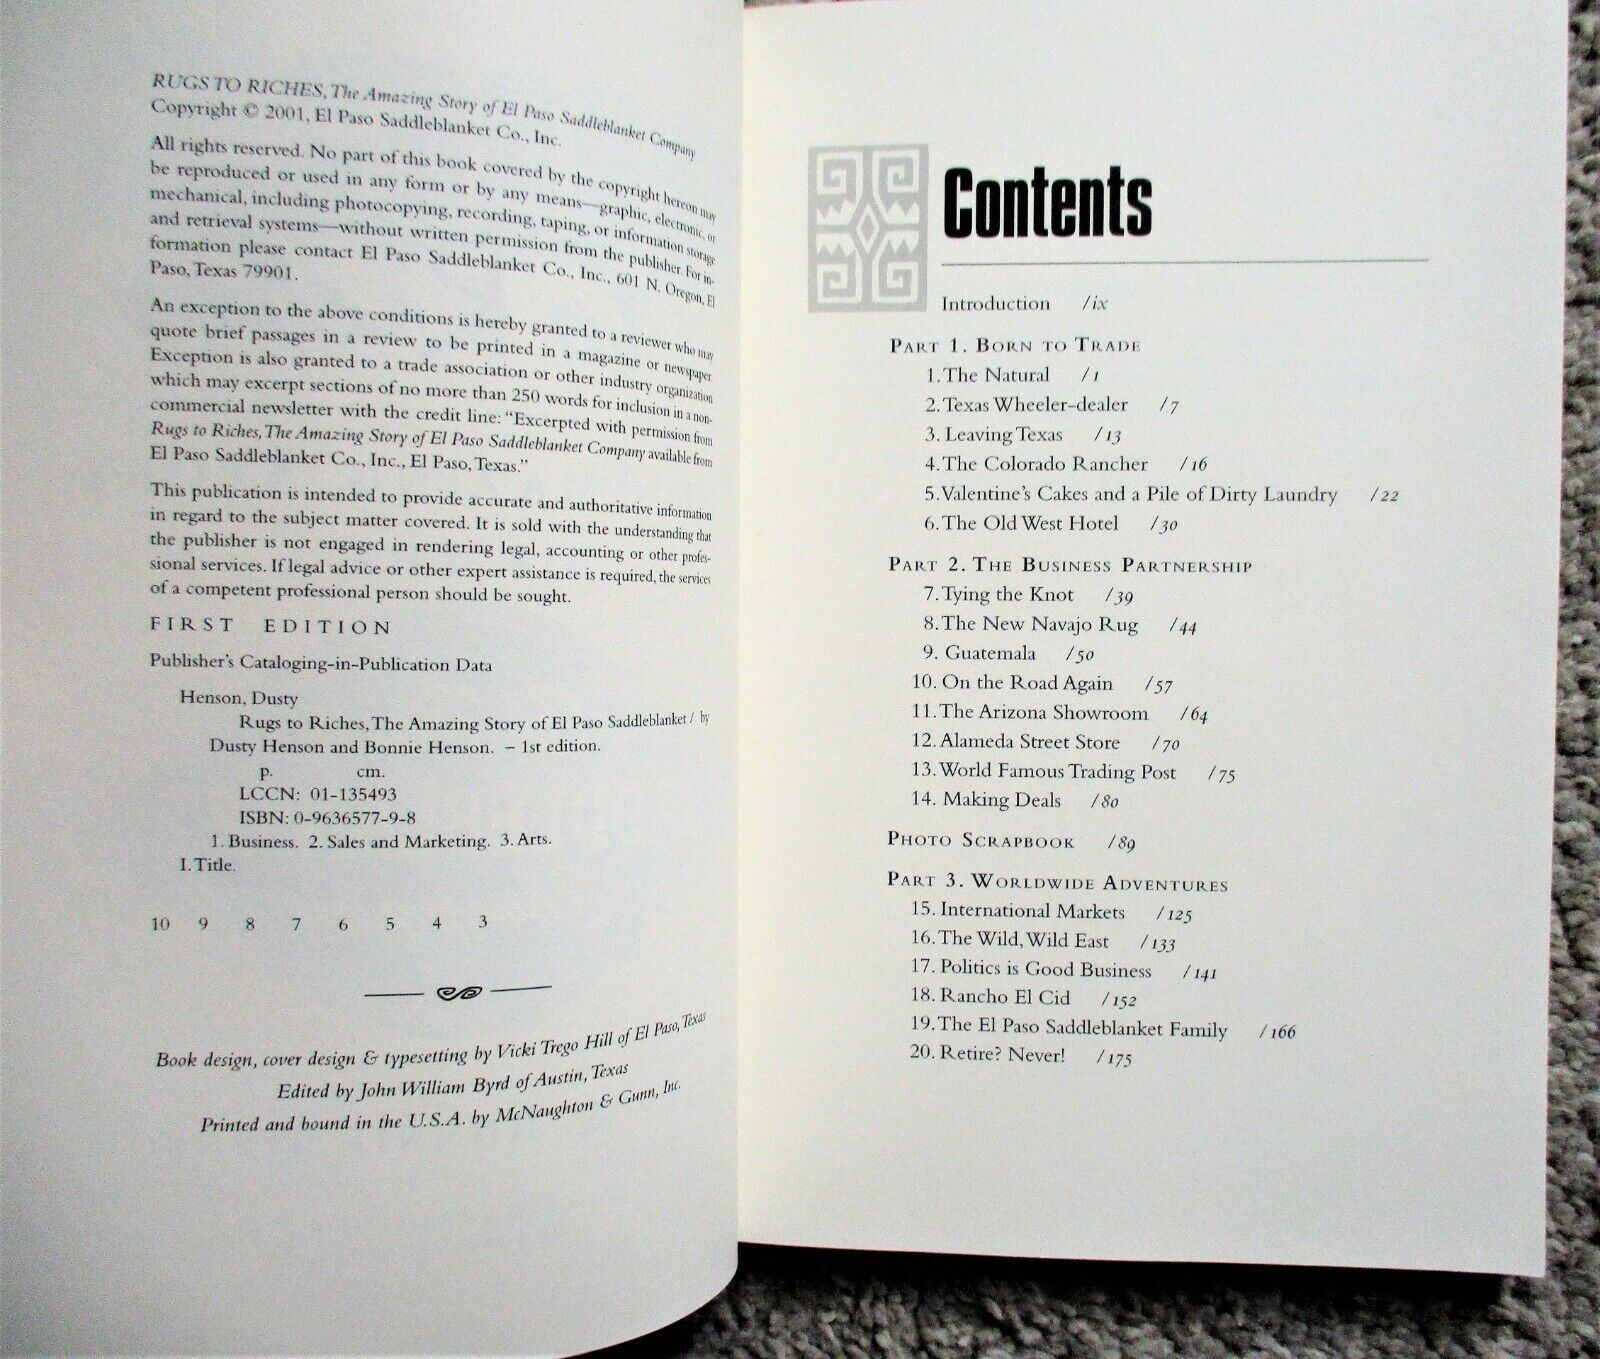 RUGS TO RICHES, The Amazing Story of El Paso Saddleblanket Company
Copyright © 2001, El Paso Saddleblanket Co., Inc.
All rights reserved. No part of this book covered by the copyright hereon may
be reproduced or used in any form or by any means—graphic, electronic, or
mechanical, including photocopying, recording, taping, or information storage
and retrieval systems—without written permission from the publisher. For in-
formation please contact El Paso Saddleblanket Co., Inc., 601 N. Oregon, El
Paso, Texas 79901.
An exception to the above conditions is hereby granted to a reviewer who may
quote brief passages in a review to be printed in a magazine or newspaper.
Exception is also granted to a trade association or other industry organization
which may excerpt sections of no more than 250 words for inclusion in a non-
commercial newsletter with the credit line: “Excerpted with permission from
Rugs to Riches, The Amazing Story of El Paso Saddleblanket Company available from
El Paso Saddleblanket Co., Inc., El Paso, Texas.”
This publication is intended to provide accurate and authoritative information
in regard to the subject matter covered. It is sold with the understanding that
the publisher is not engaged in rendering legal, accounting or other profes-
sional services. If legal advice or other expert assistance is required, the services
of a competent professional person should be sought.
FIRST EDITION
Publisher’s Cataloging-in-Publication Data
Henson, Dusty
Rugs to Riches, The Amazing Story of El Paso Saddleblanket / by
Dusty Henson and Bonnie Henson. – 1st edition.
p. cm.
LCCN: 01-135493
ISBN: 0-9636577-9-8
1. Business. 2. Sales and Marketing. 3. Arts.
I. Title.
10 9 8 7 6 5 4 3
Book design, cover design & typesetting by Vicki Trego Hill of El Paso, Texas
Edited by John William Byrd of Austin, Texas
Printed and bound in the U.S.A. by McNaughton & Gunn, Inc.
Contents
Introduction /ix
Part 1. Born to Trade
1. The Natural /1
2. Texas Wheeler-dealer /7
3. Leaving Texas /13
4. The Colorado Rancher /16
5. Valentine’s Cakes and a Pile of Dirty Laundry /22
6. The Old West Hotel /30
Part 2. The Business Partnership
7. Tying the Knot /39
8. The New Navajo Rug /44
9. Guatemala /50
10. On the Road Again /57
11. The Arizona Showroom /64
12. Alameda Street Store /70
13. World Famous Trading Post /75
14. Making Deals /80
Photo Scrapbook /89
Part 3. Worldwide Adventures
15. International Markets /125
16. The Wild, Wild East /133
17. Politics is Good Business /141
18. Rancho El Cid /152
19. The El Paso Saddleblanket Family /166
20. Retire? Never! /175